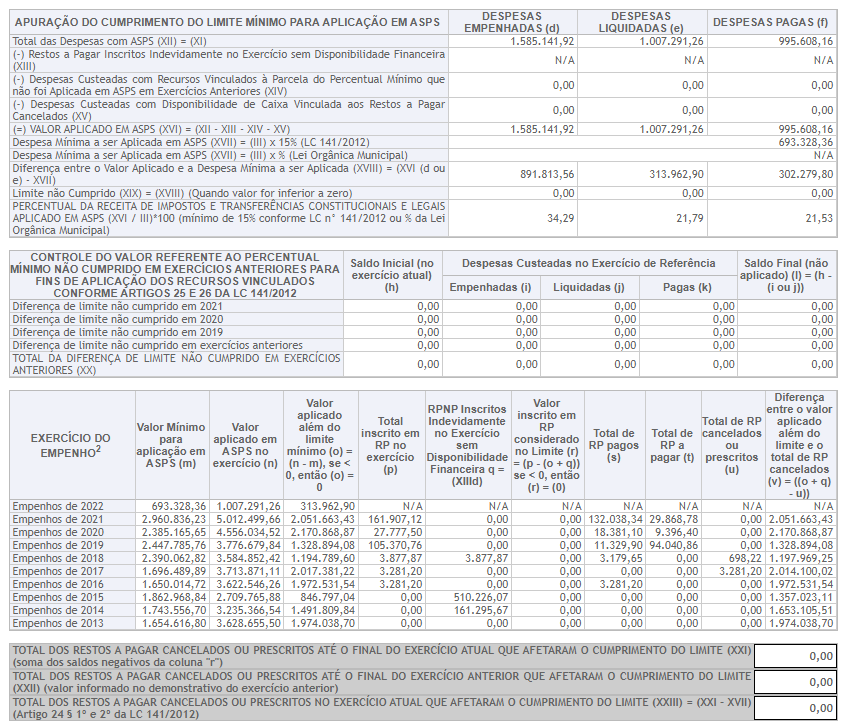 APURAÇÃO DO CUMPRIMENTO DO LIMITE MÍNIMO PARA APLICAÇÃO EM ASPS DESPESAS EMPENHADAS (d) DESPESAS LIQUIDADAS (e) DESPESAS PAGAS (f)
Total das Despesas com ASPS (XII) = (XI) 1.585.141,92 1.007.291,26 995.608,16
(-) Restos a Pagar Inscritos Indevidamente no Exercício sem Disponibilidade Financeira
(XIII) N/A N/A N/A
(-) Despesas Custeadas com Recursos Vinculados à Parcela do Percentual Mínimo que
não foi Aplicada em ASPS em Exercícios Anteriores (XIV) 0,00 0,00 0,00
(-) Despesas Custeadas com Disponibilidade de Caixa Vinculada aos Restos a Pagar
Cancelados (XV) 0,00 0,00 0,00
(=) VALOR APLICADO EM ASPS (XVI) = (XII - XIII - XIV - XV) 1.585.141,92 1.007.291,26 995.608,16
Despesa Mínima a ser Aplicada em ASPS (XVII) = (III) x 15% (LC 141/2012) 693.328,36
Despesa Mínima a ser Aplicada em ASPS (XVII) = (III) x % (Lei Orgânica Municipal) N/A
Diferença entre o Valor Aplicado e a Despesa Mínima a ser Aplicada (XVIII) = (XVI (d ou
e) - XVII) 891.813,56 313.962,90 302.279,80
Limite não Cumprido (XIX) = (XVIII) (Quando valor for inferior a zero) 0,00 0,00 0,00
PERCENTUAL DA RECEITA DE IMPOSTOS E TRANSFERÊNCIAS CONSTITUCIONAIS E LEGAIS
APLICADO EM ASPS (XVI / III)*100 (mínimo de 15% conforme LC n° 141/2012 ou % da Lei
Orgânica Municipal) 34,29 21,79 21,53
CONTROLE DO VALOR REFERENTE AO PERCENTUAL
MÍNIMO NÃO CUMPRIDO EM EXERCÍCIOS ANTERIORES PARA
FINS DE APLICAÇÃO DOS RECURSOS VINCULADOS
CONFORME ARTIGOS 25 E 26 DA LC 141/2012
Saldo Inicial (no
exercício atual)
(h)
Despesas Custeadas no Exercício de Referência
Empenhadas (i) Liquidadas (j) Pagas (k)
Saldo Final (não
aplicado) (l) = (h -
(i ou j))
Diferença de limite não cumprido em 2021 0,00 0,00 0,00 0,00 0,00
Diferença de limite não cumprido em 2020 0,00 0,00 0,00 0,00 0,00
Diferença de limite não cumprido em 2019 0,00 0,00 0,00 0,00 0,00
Diferença de limite não cumprido em exercícios anteriores 0,00 0,00 0,00 0,00 0,00
TOTAL DA DIFERENÇA DE LIMITE NÃO CUMPRIDO EM EXERCÍCIOS
ANTERIORES (XX) 0,00 0,00 0,00 0,00 0,00
EXERCÍCIO DO
EMPENHO2
Valor Mínimo
para
aplicação em
ASPS (m)
Valor
aplicado em
ASPS no
exercício (n)
Valor
aplicado
além do
limite
mínimo (o) =
(n - m), se <
0, então (o) =
0
Total
inscrito em
RP no
exercício
(p)
RPNP Inscritos
Indevidamente
no Exercício
sem
Disponibilidade
Financeira q =
(XIIId)
Valor
inscrito em
RP
considerado
no Limite (r)
= (p - (o + q))
se < 0, então
(r) = (0)
Total de
RP pagos
(s)
Total de
RP a
pagar (t)
Total de RP
cancelados
ou
prescritos
(u)
Diferença
entre o valor
aplicado
além do
limite e o
total de RP
cancelados
(v) = ((o + q)
- u))
Empenhos de 2022 693.328,36 1.007.291,26 313.962,90 N/A N/A N/A N/A N/A N/A N/A
Empenhos de 2021 2.960.836,23 5.012.499,66 2.051.663,43 161.907,12 0,00 0,00 132.038,34 29.868,78 0,00 2.051.663,43
Empenhos de 2020 2.385.165,65 4.556.034,52 2.170.868,87 27.777,50 0,00 0,00 18.381,10 9.396,40 0,00 2.170.868,87
Empenhos de 2019 2.447.785,76 3.776.679,84 1.328.894,08 105.370,76 0,00 0,00 11.329,90 94.040,86 0,00 1.328.894,08
Empenhos de 2018 2.390.062,82 3.584.852,42 1.194.789,60 3.877,87 3.877,87 0,00 3.179,65 0,00 698,22 1.197.969,25
Empenhos de 2017 1.696.489,89 3.713.871,11 2.017.381,22 3.281,20 0,00 0,00 0,00 0,00 3.281,20 2.014.100,02
Empenhos de 2016 1.650.014,72 3.622.546,26 1.972.531,54 3.281,20 0,00 0,00 3.281,20 0,00 0,00 1.972.531,54
Empenhos de 2015 1.862.968,84 2.709.765,88 846.797,04 0,00 510.226,07 0,00 0,00 0,00 0,00 1.357.023,11
Empenhos de 2014 1.743.556,70 3.235.366,54 1.491.809,84 0,00 161.295,67 0,00 0,00 0,00 0,00 1.653.105,51
Empenhos de 2013 1.654.616,80 3.628.655,50 1.974.038,70 0,00 0,00 0,00 0,00 0,00 0,00 1.974.038,70
TOTAL DOS RESTOS A PAGAR CANCELADOS OU PRESCRITOS ATÉ O FINAL DO EXERCÍCIO ATUAL QUE AFETARAM O CUMPRIMENTO DO LIMITE (XXI)
(soma dos saldos negativos da coluna "r") 0,00
TOTAL DOS RESTOS A PAGAR CANCELADOS OU PRESCRITOS ATÉ O FINAL DO EXERCÍCIO ANTERIOR QUE AFETARAM O CUMPRIMENTO DO LIMITE
(XXII) (valor informado no demonstrativo do exercício anterior) 0,00
TOTAL DOS RESTOS A PAGAR CANCELADOS OU PRESCRITOS NO EXERCÍCIO ATUAL QUE AFETARAM O CUMPRIMENTO DO LIMITE (XXIII) = (XXI - XVII)
(Artigo 24 § 1º e 2º da LC 141/2012) 0,00